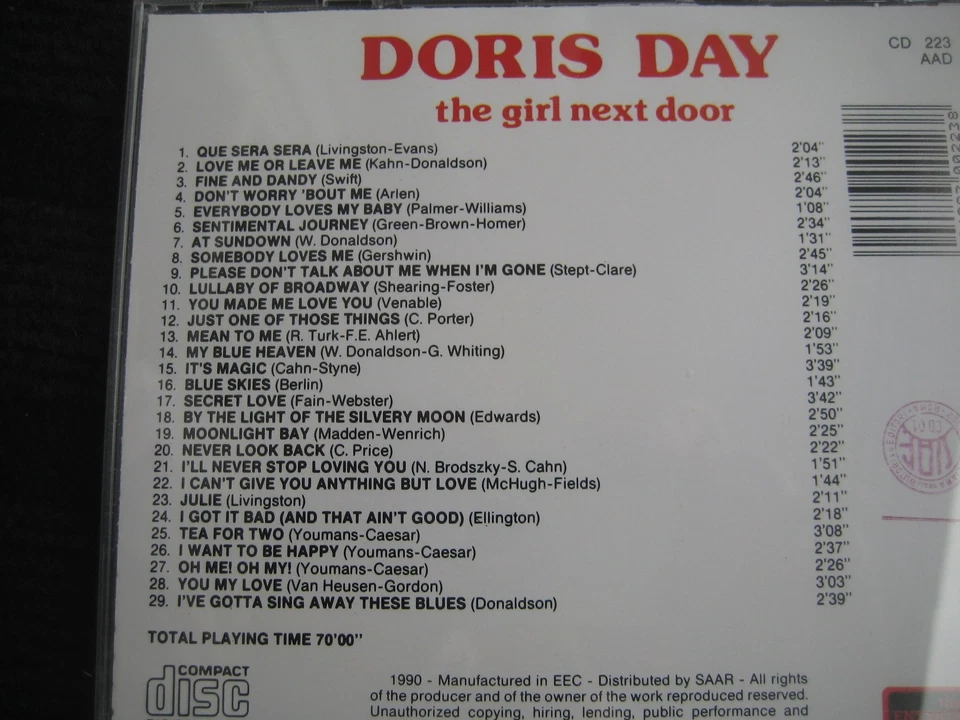 DORIS DAY
the girl next door
CD 223
AAD
1. QUE SERA SERA (Livingston-Evans) 2'04"
2. LOVE ME OR LEAVE ME (Kahn-Donaldson) 2'13"
3. FINE AND DANDY (Swift) 2'46"
4. DON'T WORRY 'BOUT ME (Arlen) 2'04"
5. EVERYBODY LOVES MY BABY (Palmer-Williams) 1'08"
6. SENTIMENTAL JOURNEY (Green-Brown-Homer) 2'34"
7. AT SUNDOWN (W. Donaldson) 1'31"
8. SOMEBODY LOVES ME (Gershwin) 2'45"
9. PLEASE DON'T TALK ABOUT ME WHEN I'M GONE (Stept-Clare) 3'14"
10. LULLABY OF BROADWAY (Shearing-Foster) 2'26"
11. YOU MADE ME LOVE YOU (Venable) 2'19"
12. JUST ONE OF THOSE THINGS (C. Porter) 2'16"
13. MEAN TO ME (R. Turk-F.E. Ahlert) 2'09"
14. MY BLUE HEAVEN (W. Donaldson-G. Whiting) 1'53"
15. IT'S MAGIC (Cahn-Styne) 3'39"
16. BLUE SKIES (Berlin) 1'43"
17. SECRET LOVE (Fain-Webster) 3'42"
18. BY THE LIGHT OF THE SILVERY MOON (Edwards) 2'50"
19. MOONLIGHT BAY (Madden-Wenrich) 2'25"
20. NEVER LOOK BACK (C. Price) 2'22"
21. I'LL NEVER STOP LOVING YOU (N. Brodszky-S. Cahn) 1'51"
22. I CAN'T GIVE YOU ANYTHING BUT LOVE (McHugh-Fields) 1'44"
23. JULIE (Livingston) 2'11"
24. I GOT IT BAD (AND THAT AIN'T GOOD) (Ellington) 2'18"
25. TEA FOR TWO (Youmans-Caesar) 3'08"
26. I WANT TO BE HAPPY (Youmans-Caesar) 2'37"
27. OH ME! OH MY! (Youmans-Caesar) 2'26"
28. YOU MY LOVE (Van Heusen-Gordon) 3'03"
29. I'VE GOTTA SING AWAY THESE BLUES (Donaldson) 2'39"
TOTAL PLAYING TIME 70'00"
COMPACT
disc
1990 - Manufactured in EEC - Distributed by SAAR - All rights
of the producer and of the owner of the work reproduced reserved.
Unauthorized copying, hiring, lending, public performance and